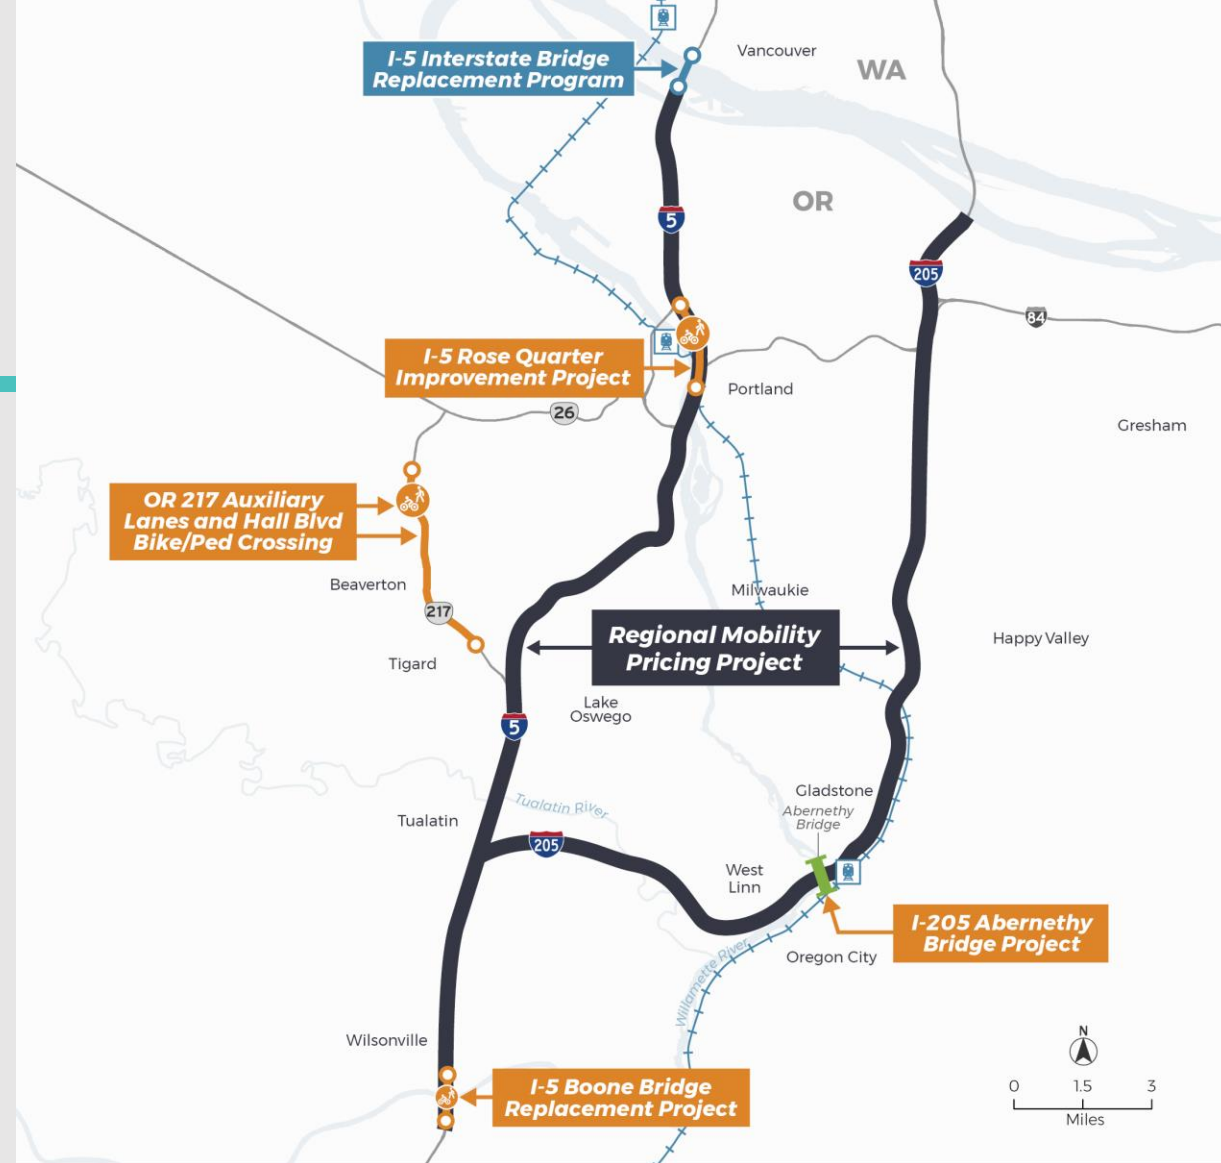 Vancouver
I-5 Interstate Bridge
Replacement Program
WA
OR
5
205
84
I-5 Rose Quarter
Improvement Project
Portland
26
Gresham
OR 217 Auxiliary
Lanes and Hall Blvd
Bike/Ped Crossing
Beaverton
Milwaukie
217
Regional Mobility
Pricing Project
Happy Valley
Tigard
Lake
Oswego
5
Gladstone
Tualatin River
Abernethy
Bridge
Tualatin
205
West
Linn
I-205 Abernethy
Bridge Project
Oregon City
Willamette River
Wilsonville
N
I-5 Boone Bridge
Replacement Project
0 1.5 3
Miles